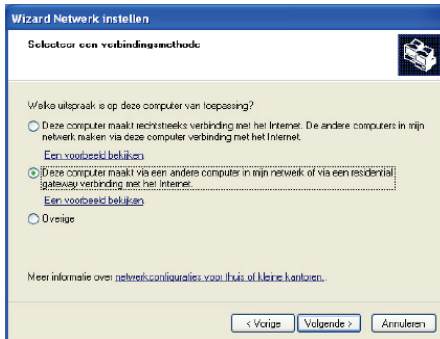 Wizard Netwerk instellen
Selecteer een verbindingsmethode
Welke uitspraak is op deze computer van toepassing?
Deze computer maakt rechtstreeks verbinding met het Internet. De andere computers in mijn
netwerk maken via deze computer verbinding met het Internet.
Een voorbeeld bekijken.
Deze computer maakt via een andere computer in mijn netwerk of via een residential
gateway verbinding met het Internet.
Een voorbeeld bekijken.
Overige
Meer informatie over netwerkconfiguraties voor thuis of kleine kantoren..
< Vorige Volgende > Annuleren